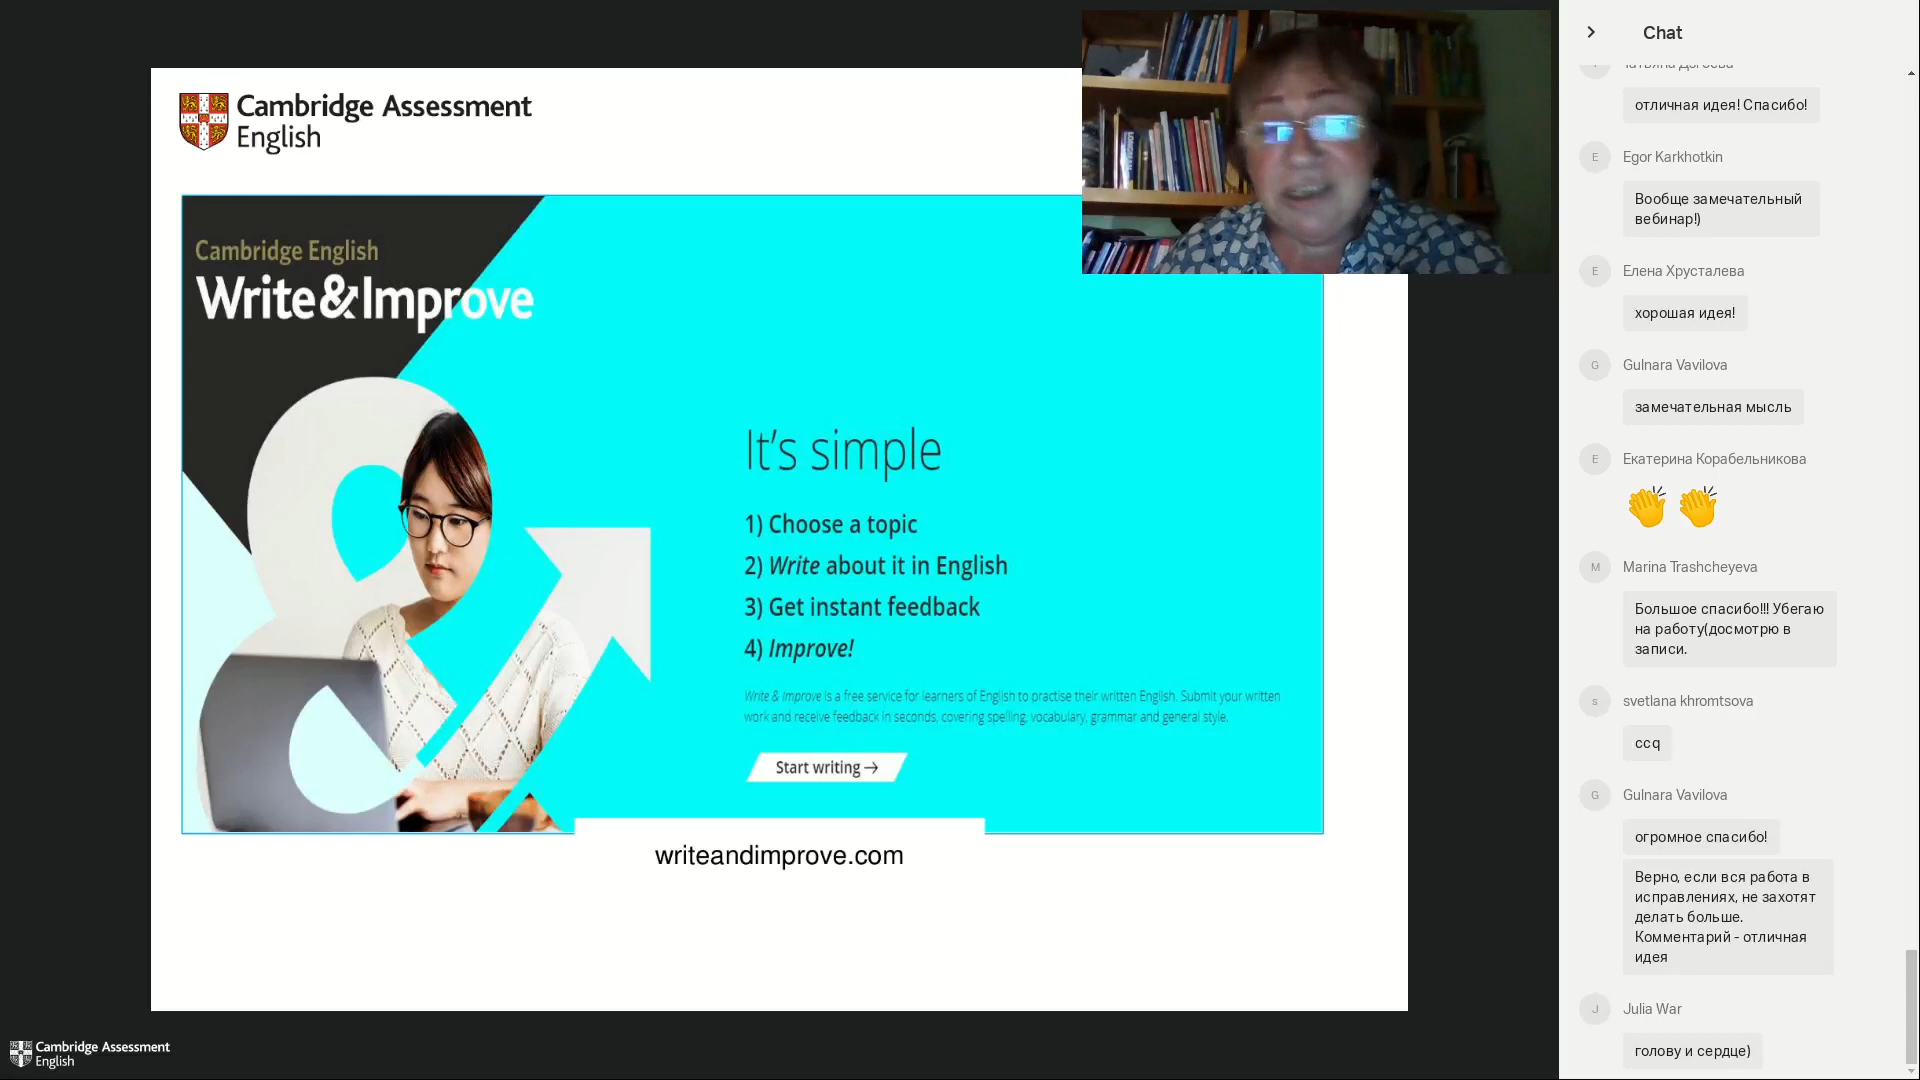 Cambridge Assessment
English
Cambridge English
Write&Improve
It's simple
1) Choose a topic
2) Write about it in English
3) Get instant feedback
4) Improve!
Write & Improve is a free service for learners of English to practise their written English. Submit your written
work and receive feedback in seconds, covering spelling, vocabulary, grammar and general style.
Start writing →
writeandimprove.com
Cambridge Assessment
English
Chat
отличная идея! Спасибо!
E
Egor Karkhotkin
Вообще замечательный
вебинар!)
Е
Елена Хрусталева
хорошая идея!
G
Gulnara Vavilova
замечательная мысль
Е
Екатерина Корабельникова
M
Marina Trashcheyeva
Большое спасибо!!! Убегаю
на работу(досмотрю в
записи.
s
svetlana khromtsova
ссq
G
Gulnara Vavilova
огромное спасибо!
Верно, если вся работа в
исправлениях, не захотят
делать больше.
Комментарий - отличная
идея
J
Julia War
голову и сердце)